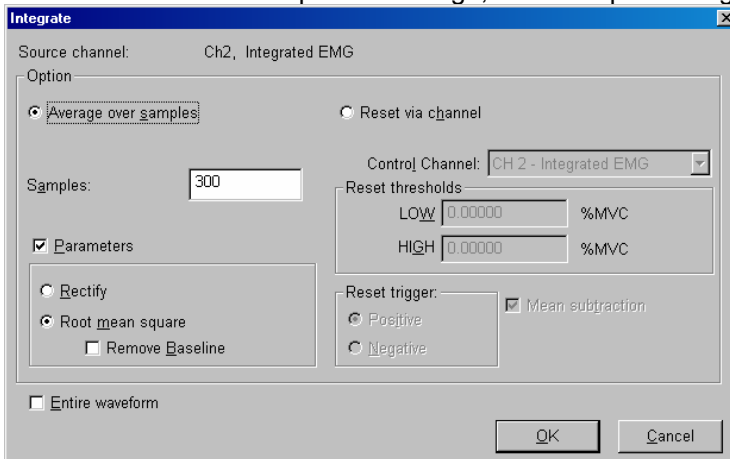 Integrate
Source channel: Ch2, Integrated EMG
Option
Average over samples
Reset via channel
Control Channel: CH 2 - Integrated EMG
Samples: 300
Reset thresholds
LOW 0.00000 %MVC
HIGH 0.00000 %MVC
Parameters
Rectify
Root mean square
Remove Baseline
Reset trigger:
Positive
Negative
Mean subtraction
Entire waveform
OK Cancel